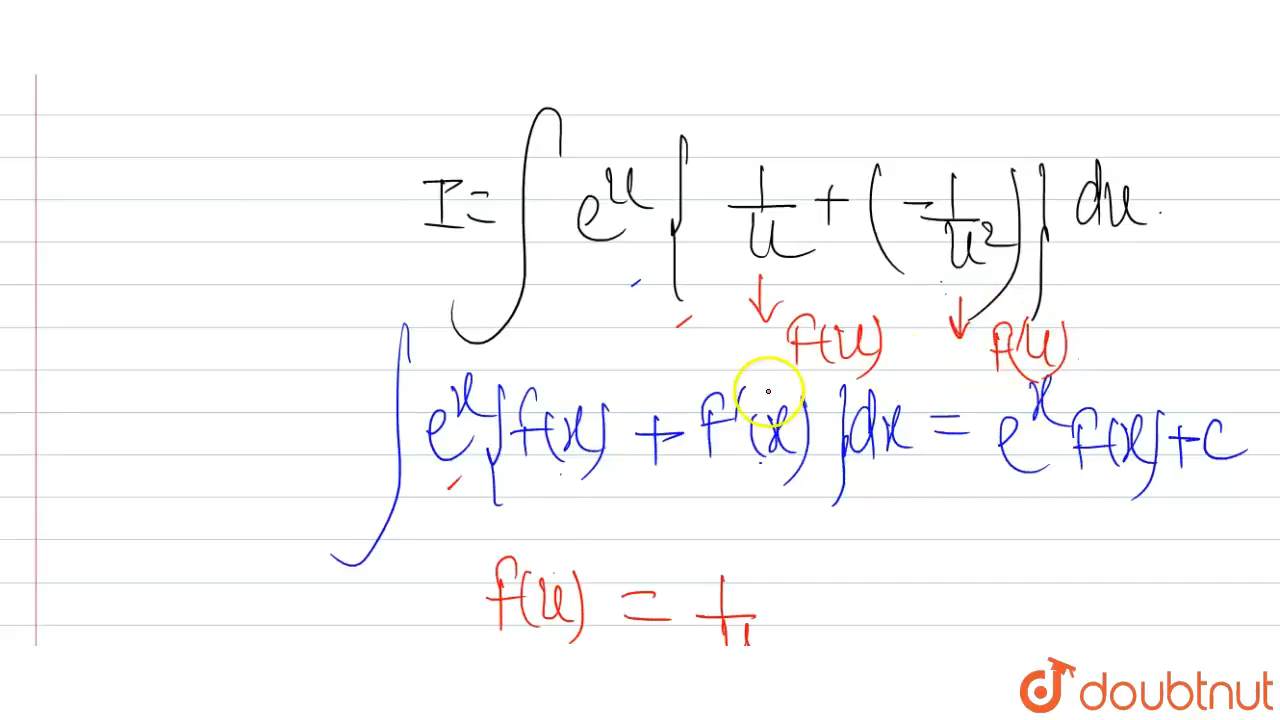 I = ∫ e^u { 1/u + ( -1/u² ) } du.
↓ f(u) ↓ f(u)
∫ e^x { f(x) + f'(x) } dx = e^x f(x) + c
f(u) = 1/u
doubtnut